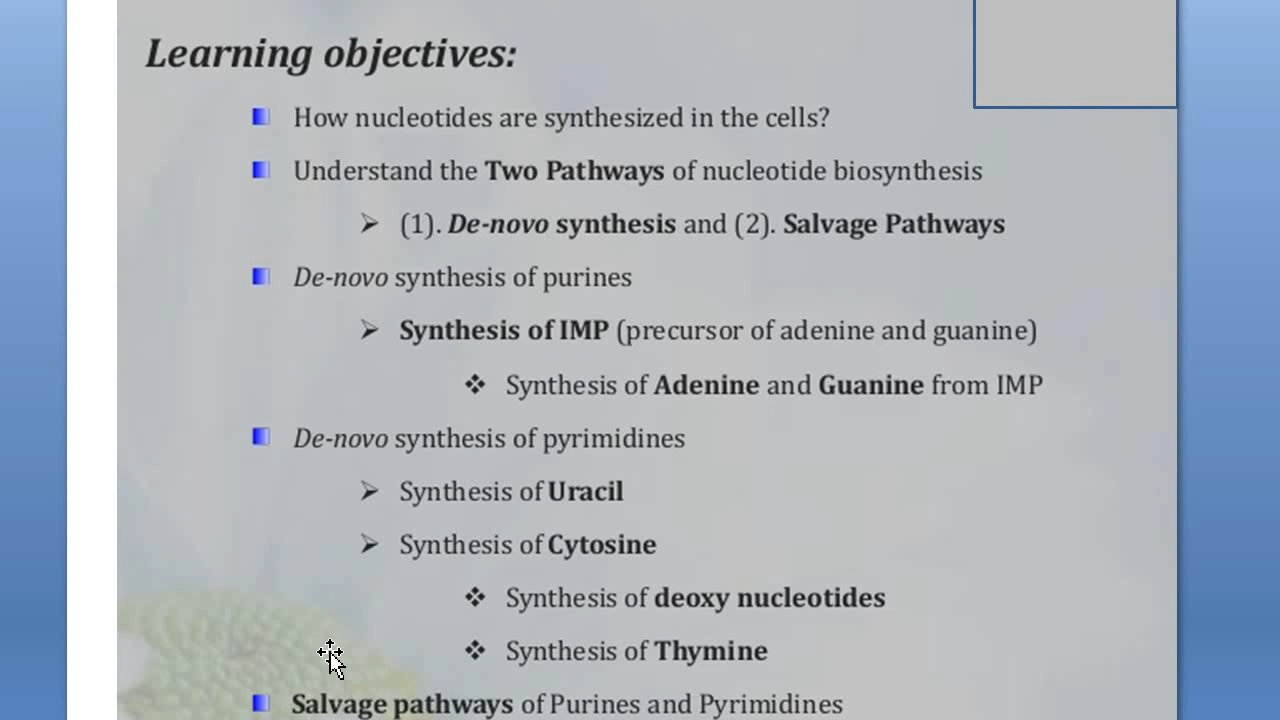 Learning objectives:
How nucleotides are synthesized in the cells?
Understand the Two Pathways of nucleotide biosynthesis
(1). De-novo synthesis and (2). Salvage Pathways
De-novo synthesis of purines
Synthesis of IMP (precursor of adenine and guanine)
Synthesis of Adenine and Guanine from IMP
De-novo synthesis of pyrimidines
Synthesis of Uracil
Synthesis of Cytosine
Synthesis of deoxy nucleotides
Synthesis of Thymine
Salvage pathways of Purines and Pyrimidines